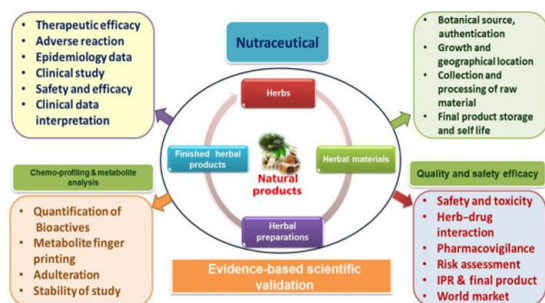 • Therapeutic efficacy
• Adverse reaction
• Epidemiology data
• Clinical study
• Safety and efficacy
• Clinical data
interpretation
Nutraceutical
• Botanical source,
authentication
• Growth and
geographical location
• Collection and
processing of raw
material
• Final product storage
and self life
Herbs
Finished herbal
products
Herbal materials
Natural
products
Herbal
preparations
Chemo-profiling & metabolite
analysis
• Quantification of
Bioactives
• Metabolite finger
printing
• Adulteration
• Stability of study
Quality and safety efficacy
• Safety and toxicity
• Herb–drug
interaction
• Pharmacovigilance
• Risk assessment
• IPR & final product
• World market
Evidence-based scientific
validation